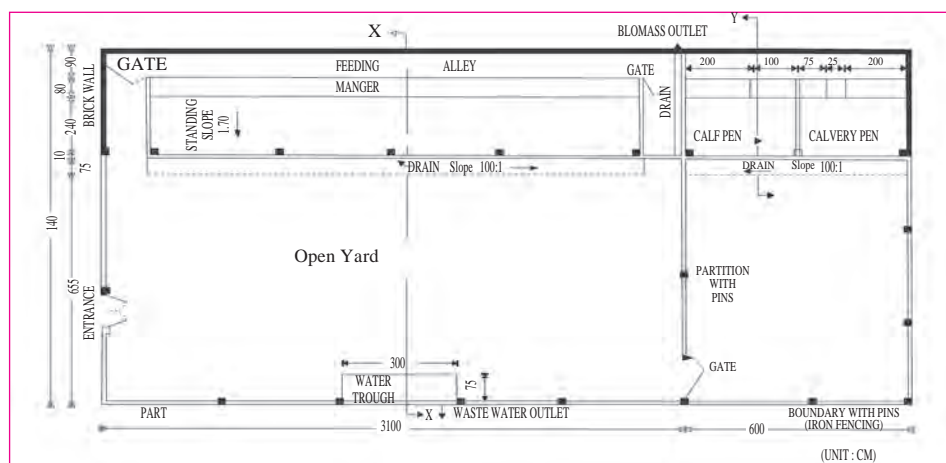 X
BLOMASS OUTLET
Y
GATE
FEEDING ALLEY
GATE
200 100 75 25 200
MANGER
BRICK WALL
90
80
240
10
75
140
655
STANDING
SLOPE
1.70
DRAIN
CALF PEN
CALVERY PEN
DRAIN Slope 100:1
DRAIN Slope 100:1
Open Yard
PARTITION
WITH
PINS
ENTRANCE
300
WATER
TROUGH
75
GATE
PART
X
WASTE WATER OUTLET
BOUNDARY WITH PINS
(IRON FENCING)
3100
600
(UNIT : CM)